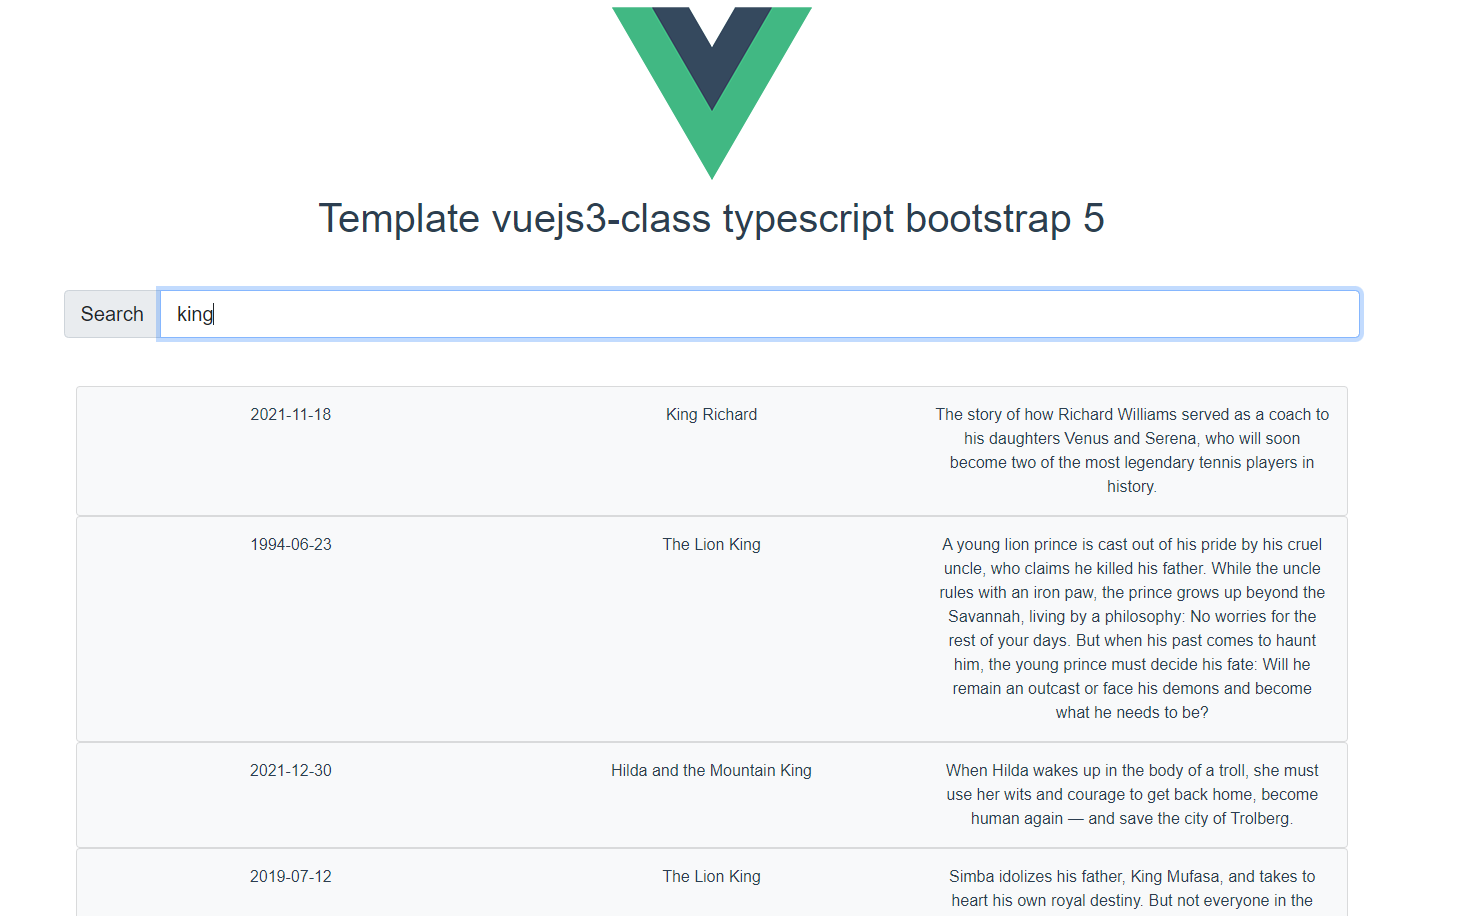 Template vuejs3-class typescript bootstrap 5
Search king
2021-11-18 King Richard The story of how Richard Williams served as a coach to
his daughters Venus and Serena, who will soon
become two of the most legendary tennis players in
history.
1994-06-23 The Lion King A young lion prince is cast out of his pride by his cruel
uncle, who claims he killed his father. While the uncle
rules with an iron paw, the prince grows up beyond the
Savannah, living by a philosophy: No worries for the
rest of your days. But when his past comes to haunt
him, the young prince must decide his fate: Will he
remain an outcast or face his demons and become
what he needs to be?
2021-12-30 Hilda and the Mountain King When Hilda wakes up in the body of a troll, she must
use her wits and courage to get back home, become
human again — and save the city of Trolberg.
2019-07-12 The Lion King Simba idolizes his father, King Mufasa, and takes to
heart his own royal destiny. But not everyone in the